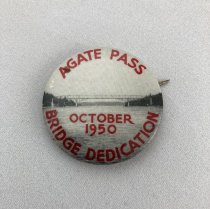 AGATE PASS
OCTOBER
1950
BRIDGE DEDICATION